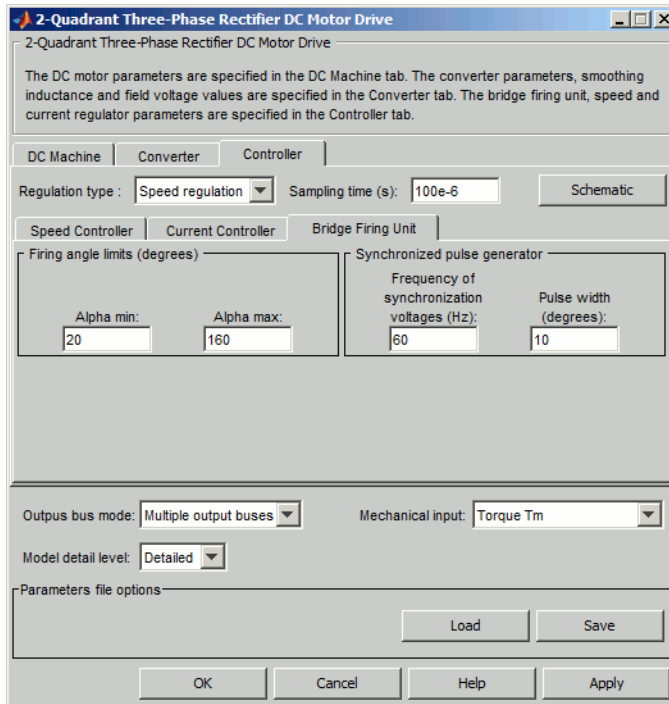 2-Quadrant Three-Phase Rectifier DC Motor Drive
2-Quadrant Three-Phase Rectifier DC Motor Drive
The DC motor parameters are specified in the DC Machine tab. The converter parameters, smoothing
inductance and field voltage values are specified in the Converter tab. The bridge firing unit, speed and
current regulator parameters are specified in the Controller tab.
DC Machine Converter Controller
Regulation type : Speed regulation Sampling time (s): 100e-6 Schematic
Speed Controller Current Controller Bridge Firing Unit
Firing angle limits (degrees)
Alpha min: Alpha max:
20 160
Synchronized pulse generator
Frequency of
synchronization
voltages (Hz):
Pulse width
(degrees):
60 10
Outpus bus mode: Multiple output buses Mechanical input: Torque Tm
Model detail level: Detailed
Parameters file options
Load Save
OK Cancel Help Apply